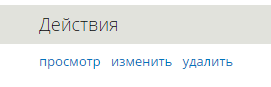 Действия
просмотр изменить удалить